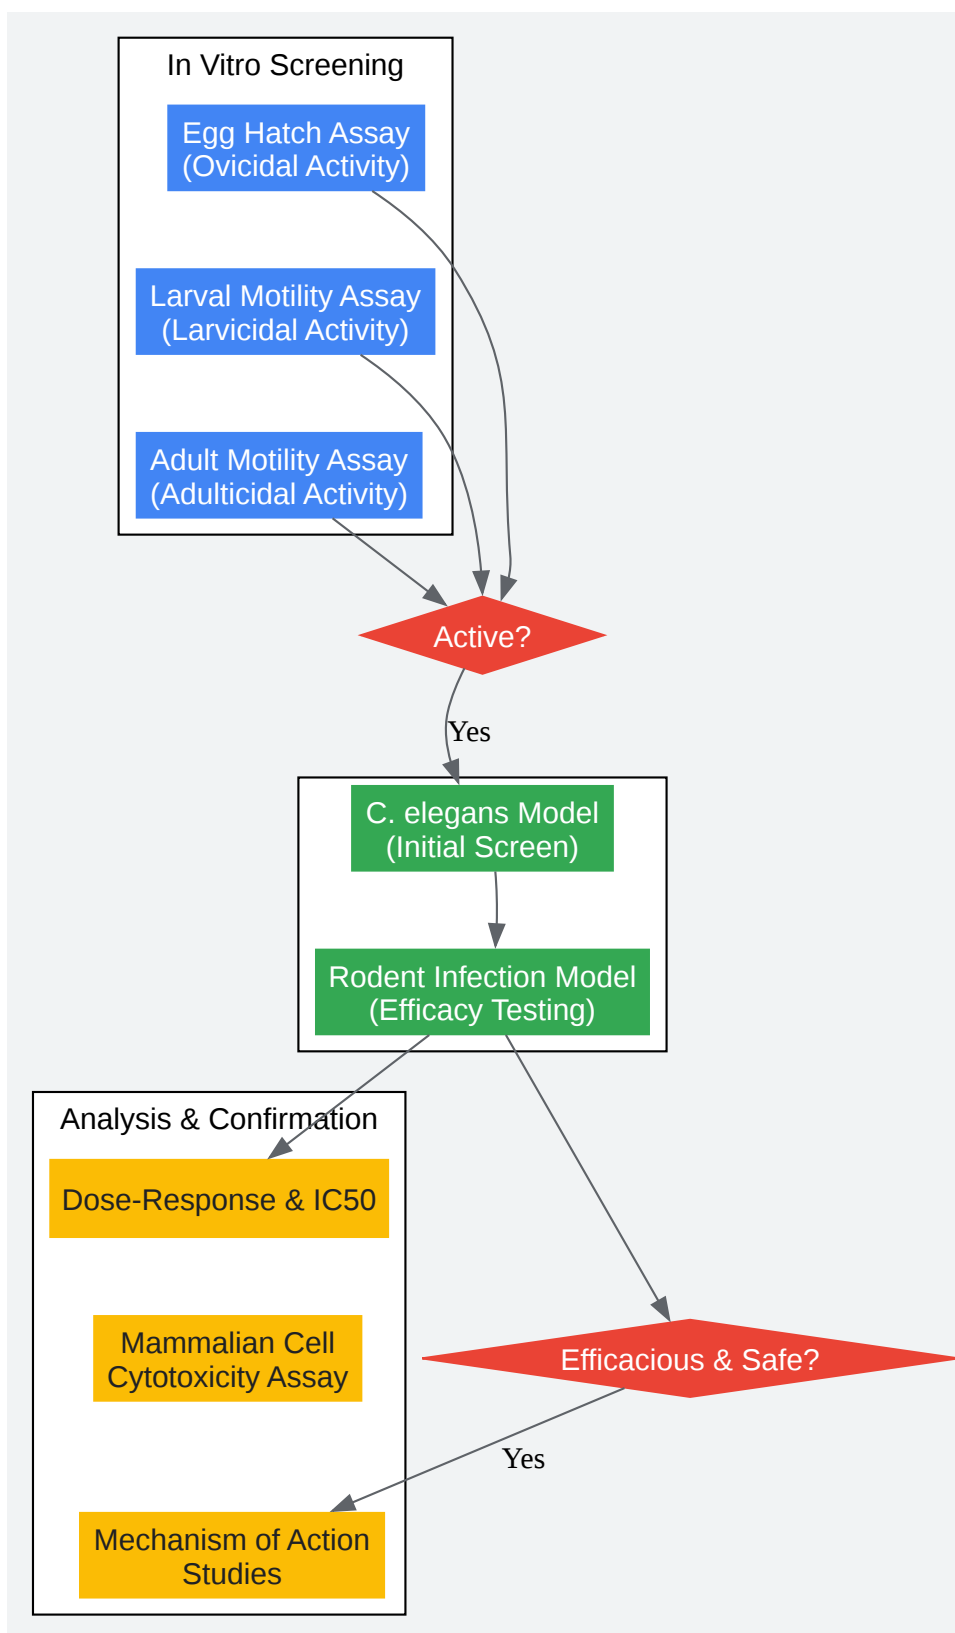 In Vitro Screening
Egg Hatch Assay
(Ovicidal Activity)
Larval Motility Assay
(Larvicidal Activity)
Adult Motility Assay
(Adulticidal Activity)
Active?
Yes
C. elegans Model
(Initial Screen)
Rodent Infection Model
(Efficacy Testing)
Analysis & Confirmation
Dose-Response & IC50
Mammalian Cell
Cytotoxicity Assay
Efficacious & Safe?
Yes
Mechanism of Action
Studies